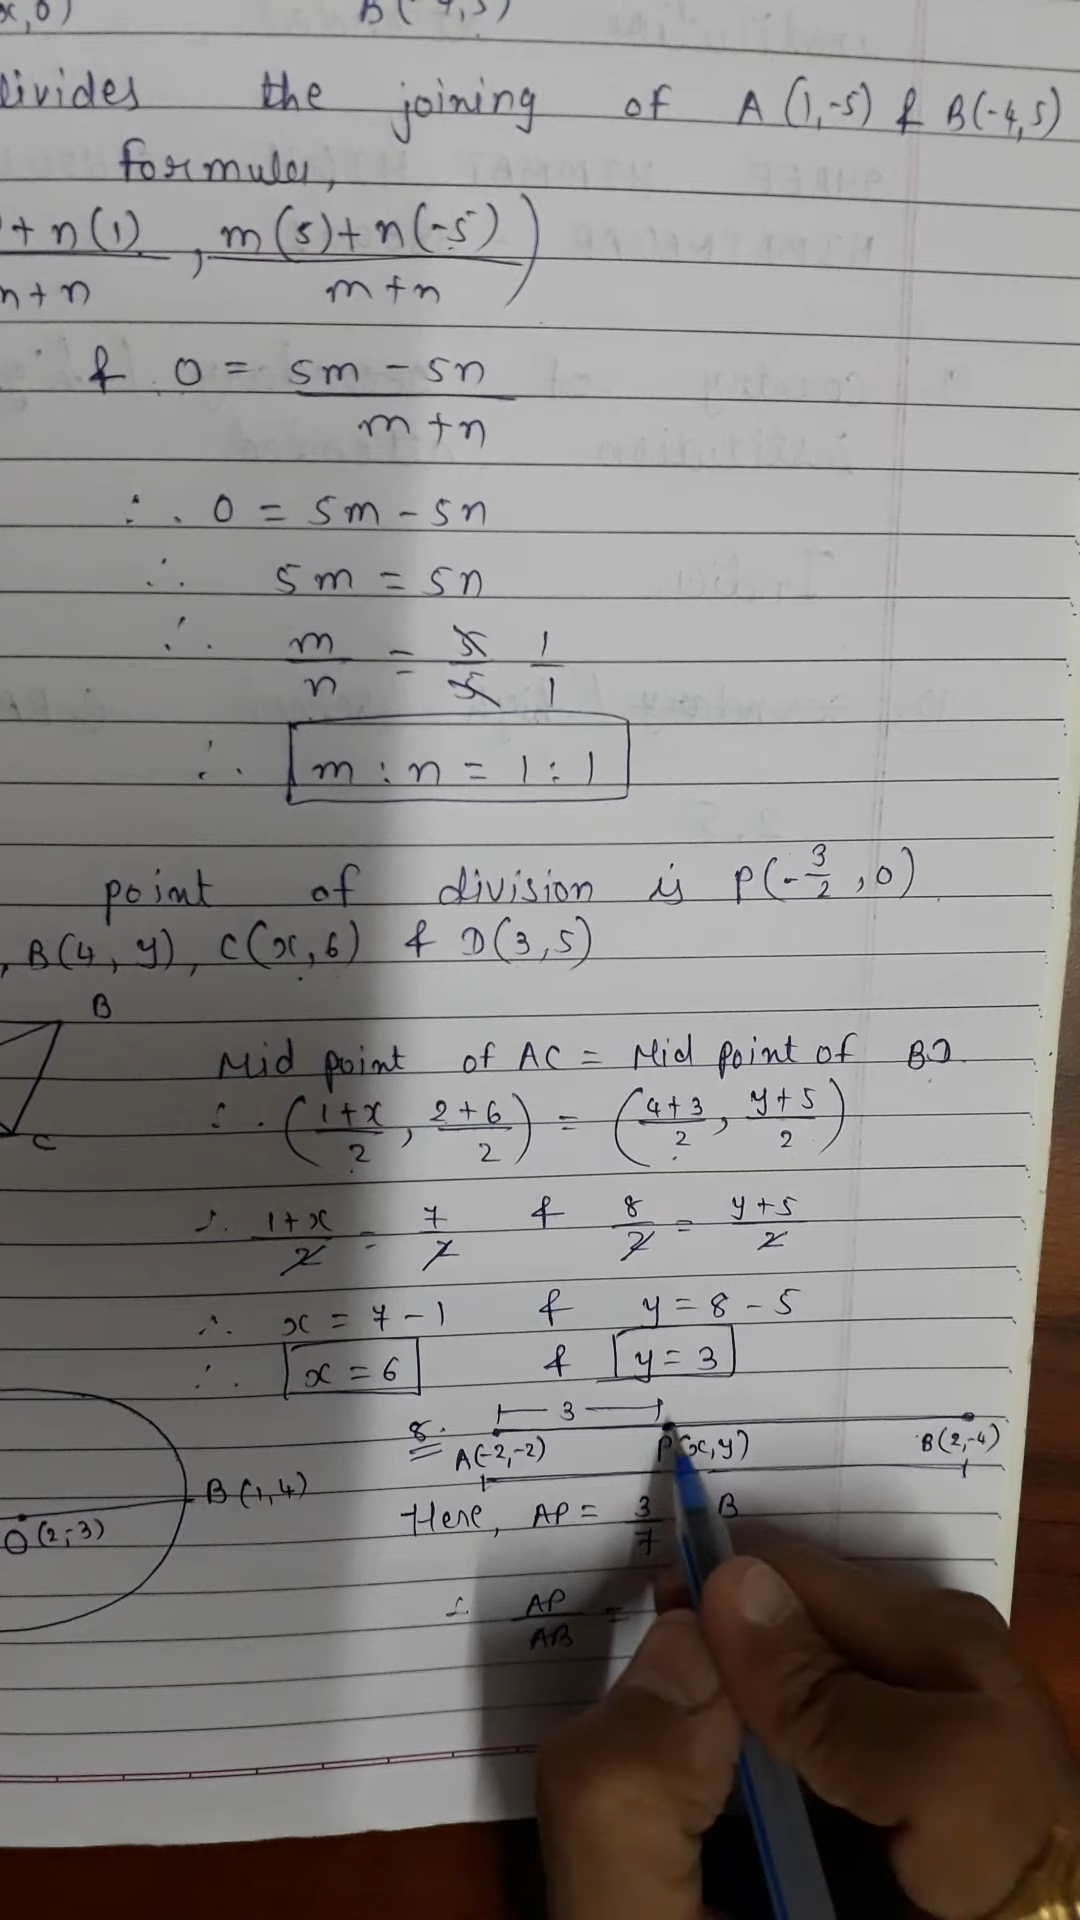 x,0)
B(-4,5)
divides the joining of A(1,-5) & B(-4,5)
formula,
+ n(1) , m(5)+n(-5) )
m+n m+n
& 0 = 5m-5n
m+n
∴ 0 = 5m-5n
∴ 5m = 5n
∴ m/n = 5/5 1/1
∴ m : n = 1 : 1
point of division is P(-3/2 ,0)
, B(4, y), C(x,6) & D(3,5)
B
Mid point of AC = Mid point of BD
C
∴ (1+x/2 , 2+6/2) = (4+3/2 , y+5/2)
∴ 1+x/2 = 7/2 & 8/2 = y+5/2
∴ x = 7-1 & y = 8-5
∴ x = 6 & y = 3
3
8. A(-2,-2) P(x,y) B(2,-4)
B(1,4)
O(2,-3)
Here, AP = 3/7 B
∴ AP/AB =